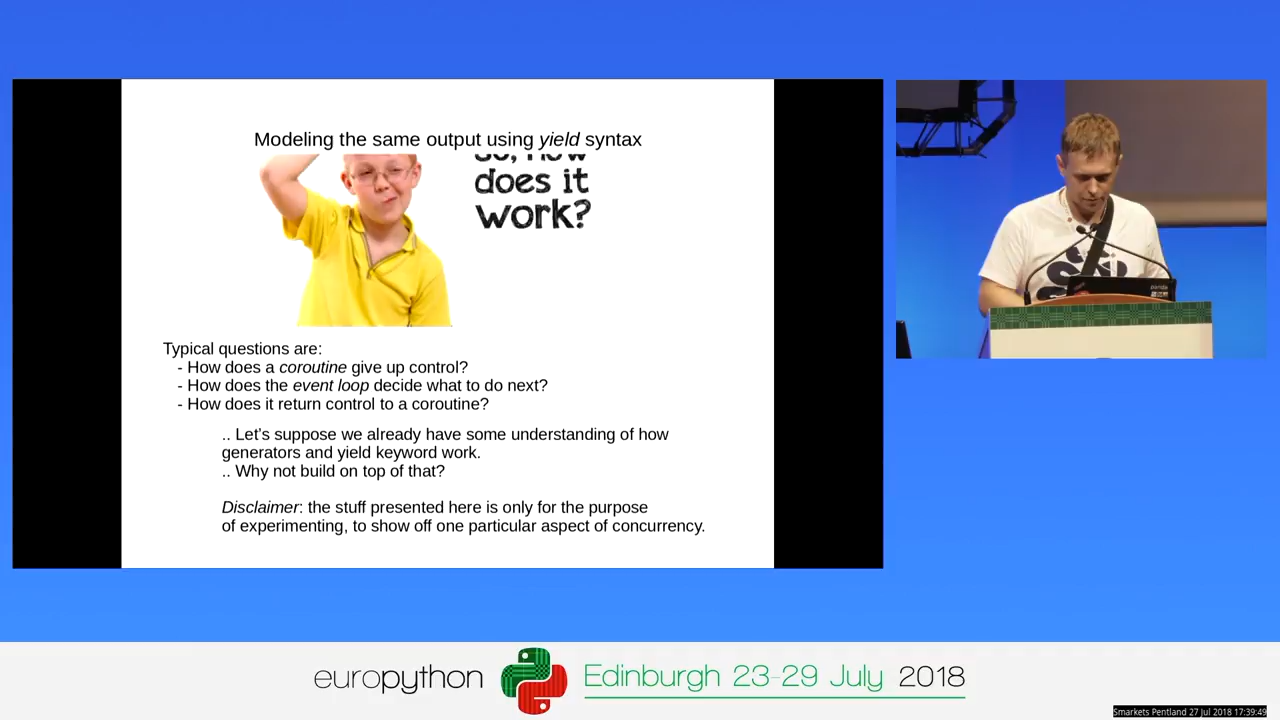 Modeling the same output using yield syntax
So, how
does it
work?
Typical questions are:
- How does a coroutine give up control?
- How does the event loop decide what to do next?
- How does it return control to a coroutine?
.. Let's suppose we already have some understanding of how
generators and yield keyword work.
.. Why not build on top of that?
Disclaimer: the stuff presented here is only for the purpose
of experimenting, to show off one particular aspect of concurrency.
europython
Edinburgh 23-29 July 2018
Smarkets Pentland 27 Jul 2018 17:39:49